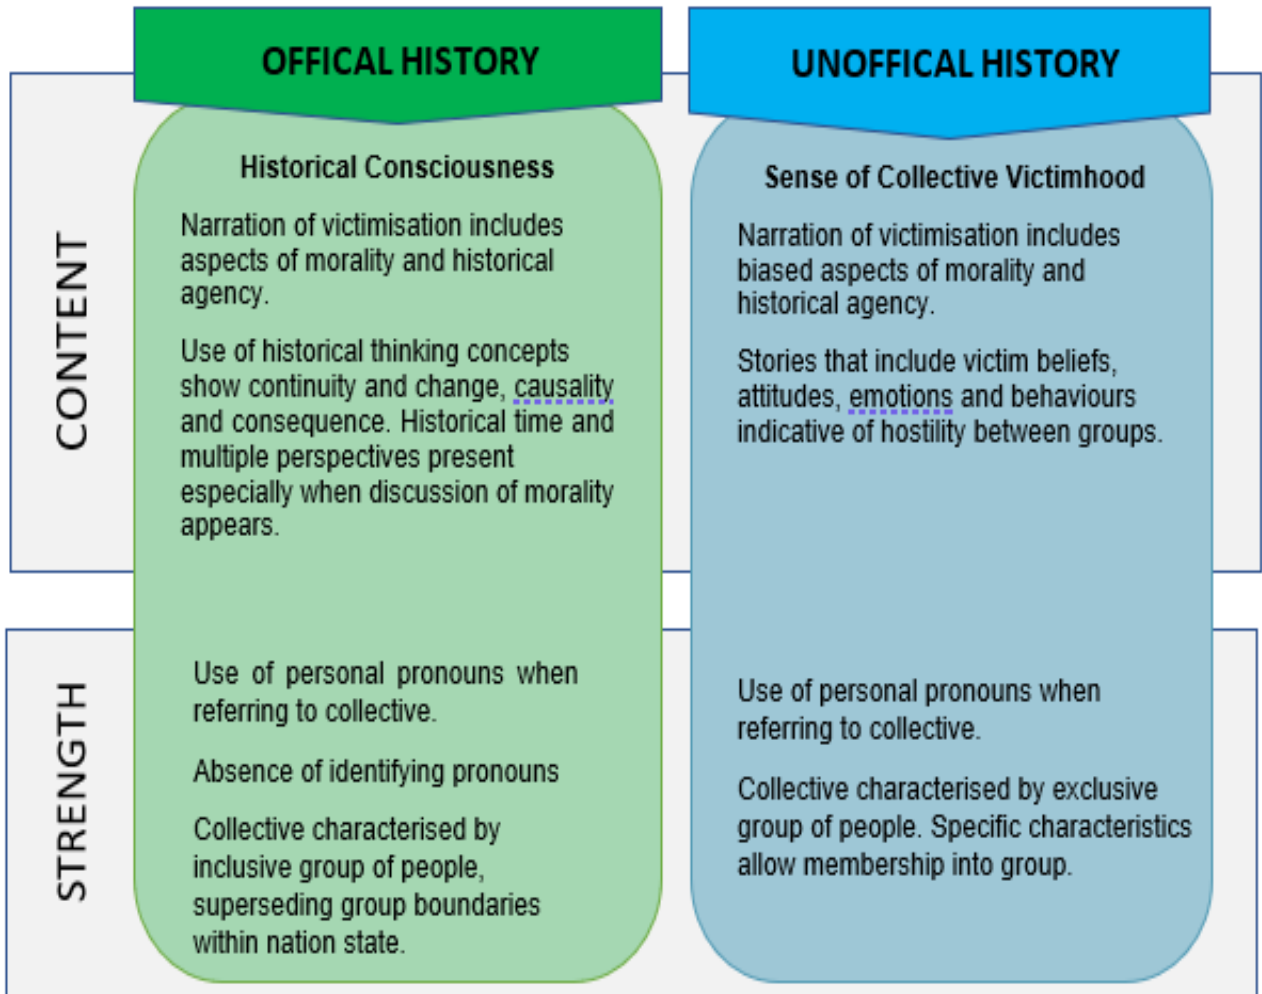 OFFICAL HISTORY
UNOFFICAL HISTORY
CONTENT
Historical Consciousness
Narration of victimisation includes
aspects of morality and historical
agency.
Use of historical thinking concepts
show continuity and change, causality
and consequence. Historical time and
multiple perspectives present
especially when discussion of morality
appears.
Sense of Collective Victimhood
Narration of victimisation includes
biased aspects of morality and
historical agency.
Stories that include victim beliefs,
attitudes, emotions and behaviours
indicative of hostility between groups.
STRENGTH
Use of personal pronouns when
referring to collective.
Absence of identifying pronouns
Collective characterised by
inclusive group of people,
superseding group boundaries
within nation state.
Use of personal pronouns when
referring to collective.
Collective characterised by exclusive
group of people. Specific characteristics
allow membership into group.